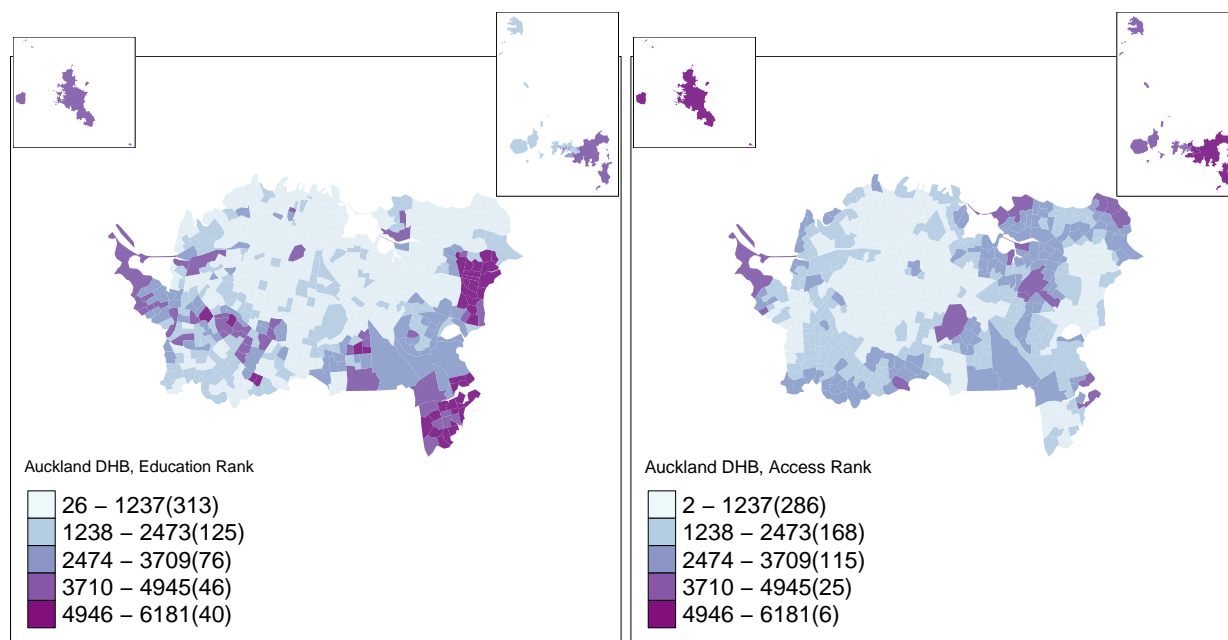 Auckland DHB, Education Rank
26 – 1237(313)
1238 – 2473(125)
2474 – 3709(76)
3710 – 4945(46)
4946 – 6181(40)
Auckland DHB, Access Rank
2 – 1237(286)
1238 – 2473(168)
2474 – 3709(115)
3710 – 4945(25)
4946 – 6181(6)